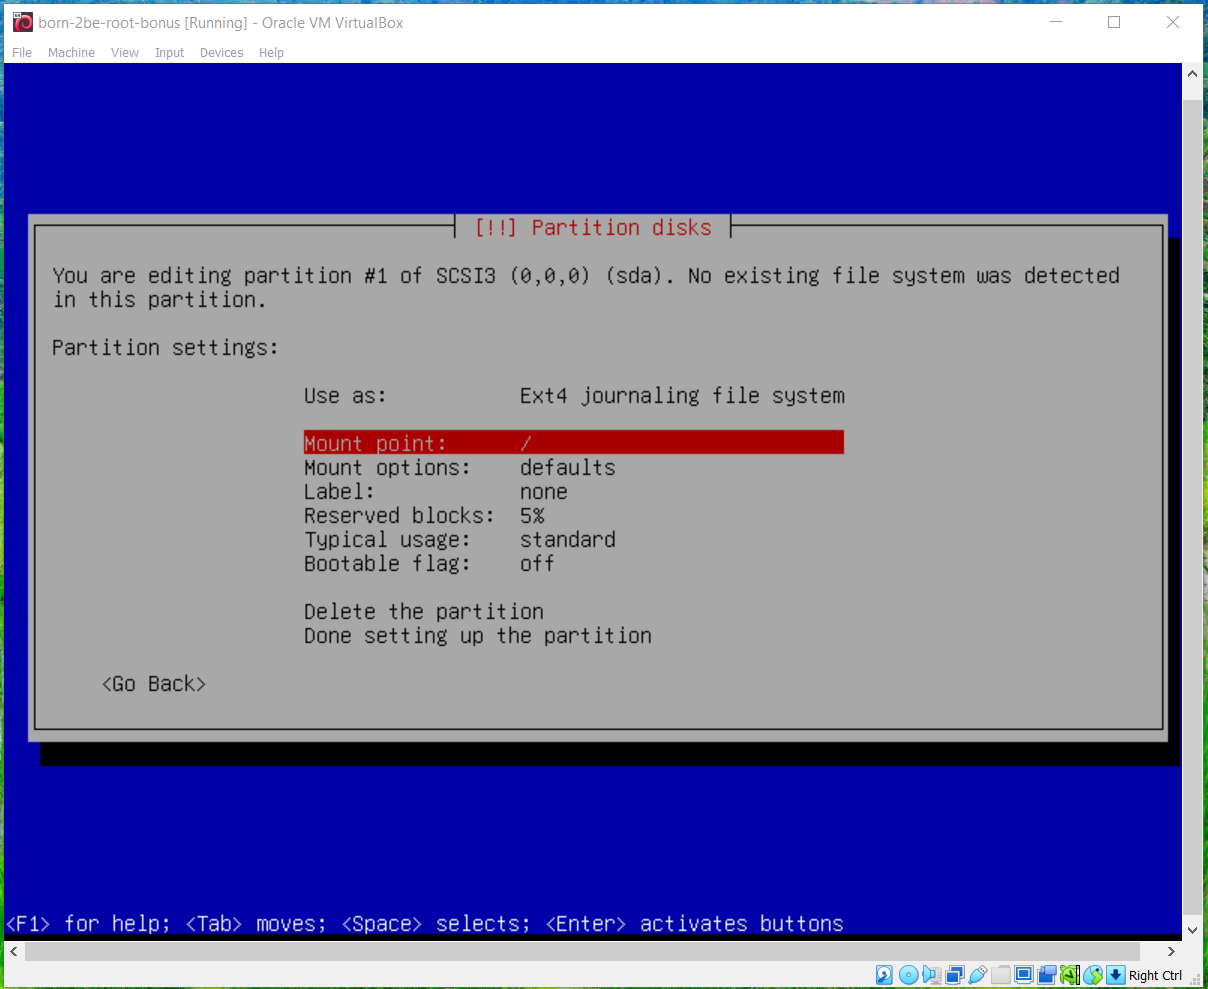 born-2be-root-bonus [Running] - Oracle VM VirtualBox
File Machine View Input Devices Help
[!!] Partition disks
You are editing partition #1 of SCSI3 (0,0,0) (sda). No existing file system was detected
in this partition.
Partition settings:
Use as: Ext4 journaling file system
Mount point: /
Mount options: defaults
Label: none
Reserved blocks: 5%
Typical usage: standard
Bootable flag: off
Delete the partition
Done setting up the partition
<Go Back>
<F1> for help; <Tab> moves; <Space> selects; <Enter> activates buttons
Right Ctrl